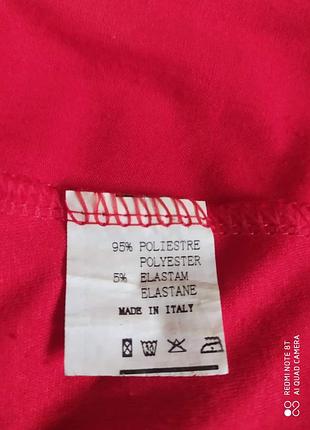 95% POLIESTRE
POLYESTER
5% ELASTAM
ELASTANE
MADE IN ITALY
REDMI NOTE 8T
AI QUAD CAMERA